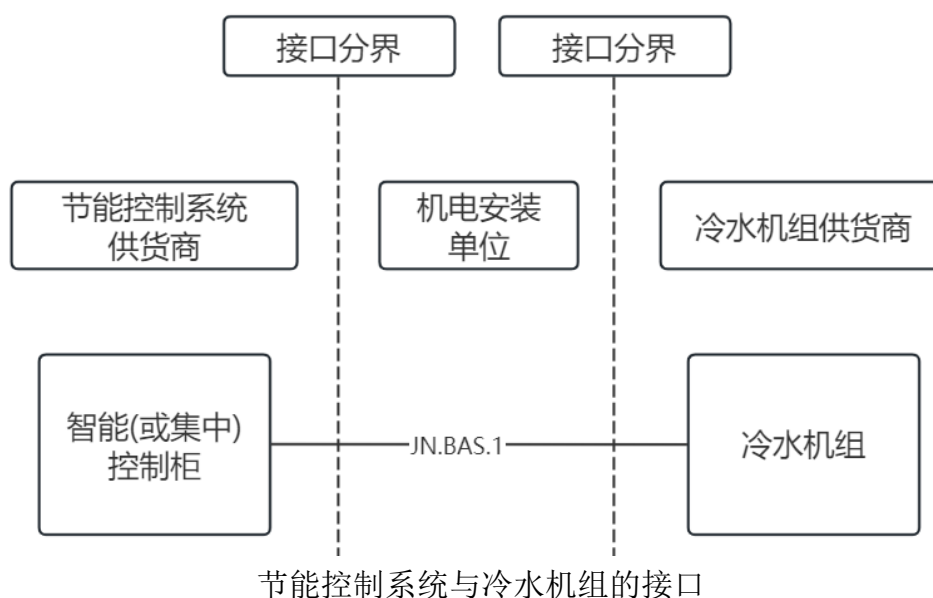 接口分界
接口分界
节能控制系统
供货商
机电安装
单位
冷水机组供货商
智能(或集中)
控制柜
JN.BAS.1
冷水机组
节能控制系统与冷水机组的接口